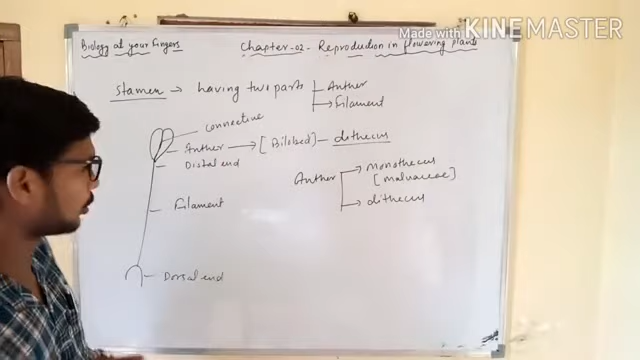 Made with KINEMASTER
Biology at your fingers
Chapter-02- Reproduction in flowering plants
Stamen → having two parts → Anther
→ Filament
connective
Anther → [Bilobed] - dithecus
Distal end
Anther → monothecus
[malvaceae]
→ dithecus
Filament
Dorsal end